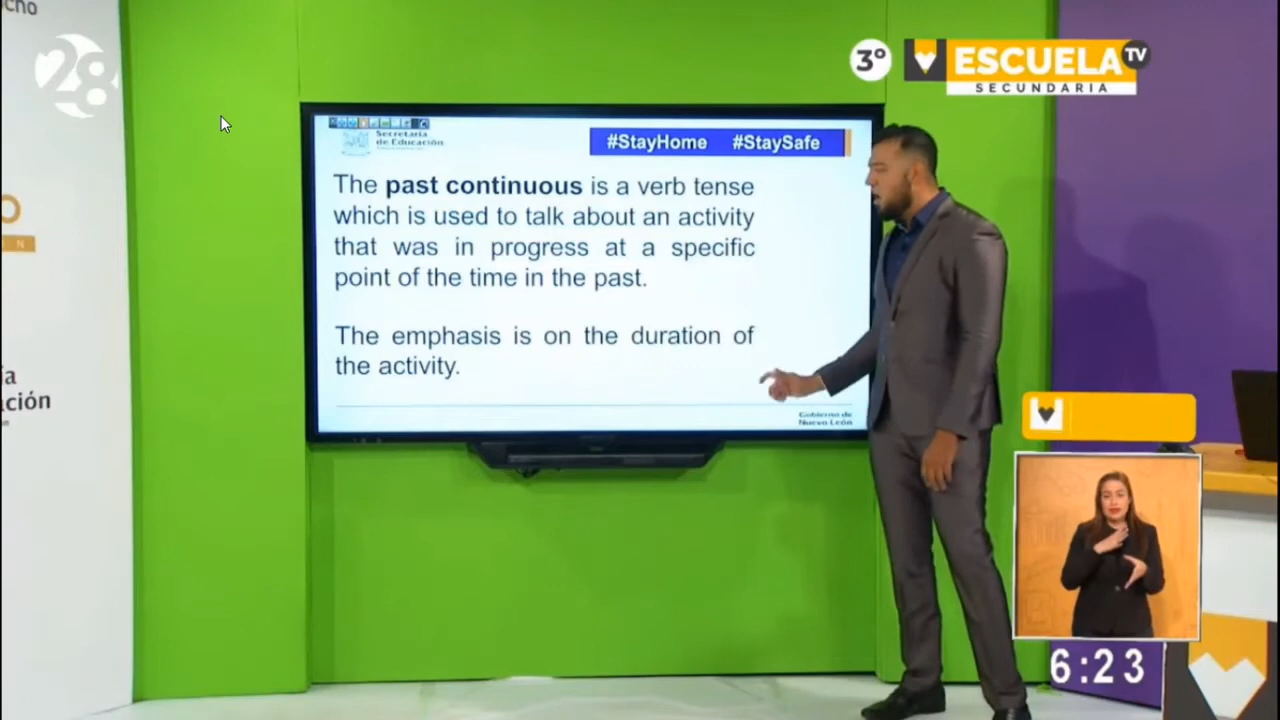 cho
28
3º
ESCUELA TV
SECUNDARIA
Secretaría
de Educación
#StayHome #StaySafe
The past continuous is a verb tense
which is used to talk about an activity
that was in progress at a specific
point of the time in the past.
The emphasis is on the duration of
the activity.
Gobierno de
Nuevo León
O
I N
ía
ción
6:23